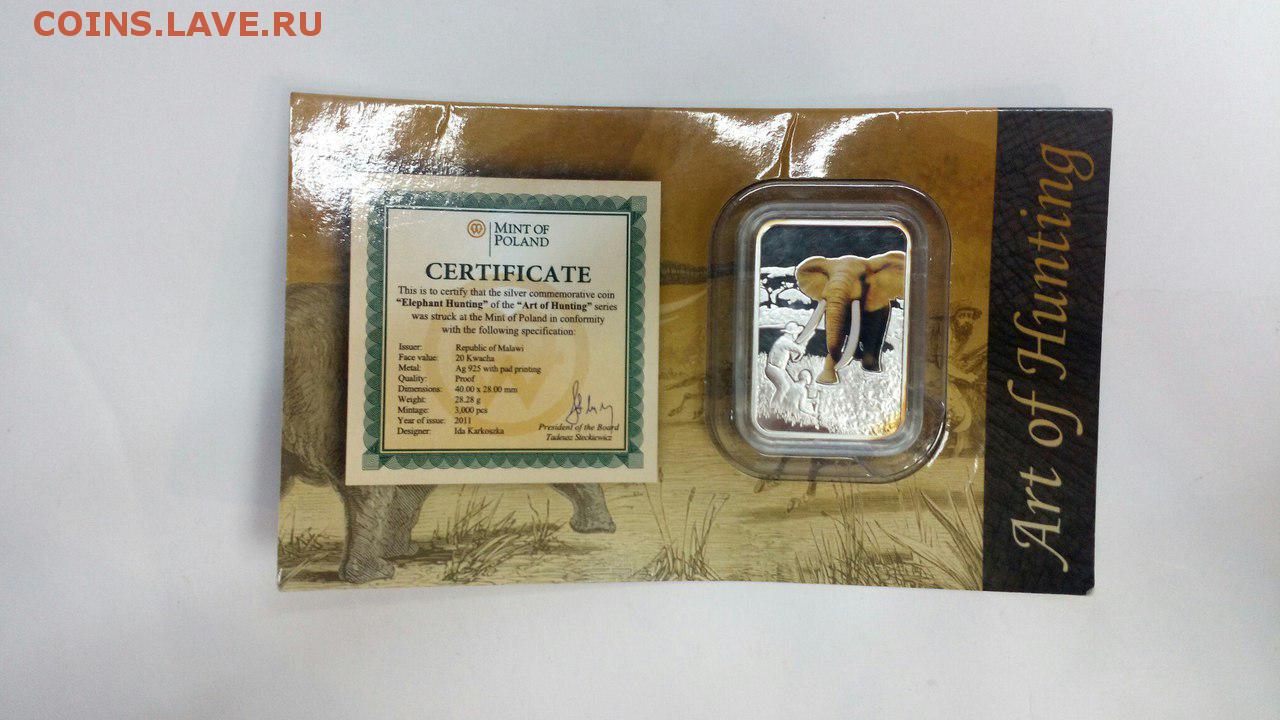 COINS.LAVE.RU
MINT OF
POLAND
CERTIFICATE
This is to certify that the silver commemorative coin
“Elephant Hunting” of the “Art of Hunting” series
was struck at the Mint of Poland in conformity
with the following specification:
Issuer: Republic of Malawi
Face value: 20 Kwacha
Metal: Ag 925 with pad printing
Quality: Proof
Dimensions: 40.00 x 28.00 mm
Weight: 28.28 g
Mintage: 3,000 pcs
Year of issue: 2011
Designer: Ida Karkoszka
President of the Board
Tadeusz Steckiewicz
Art of Hunting